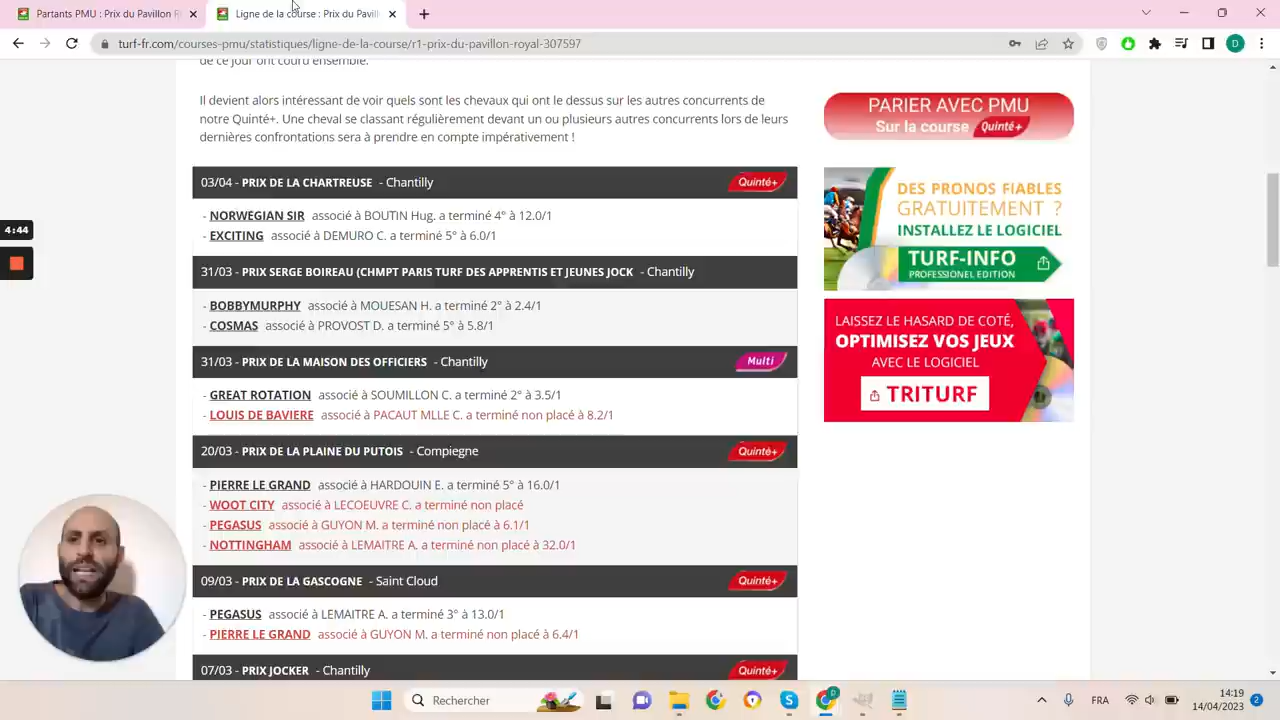 Partants PMU : Prix du Pavillon R
Ligne de la course : Prix du Pavill
turf-fr.com/courses-pmu/statistiques/ligne-de-la-course/r1-prix-du-pavillon-royal-307597
D
de ce jour ont couru ensemble.
Il devient alors intéressant de voir quels sont les chevaux qui ont le dessus sur les autres concurrents de
notre Quinté+. Une cheval se classant régulièrement devant un ou plusieurs autres concurrents lors de leurs
dernières confrontations sera à prendre en compte impérativement !
03/04 - PRIX DE LA CHARTREUSE - Chantilly
Quinté+
- NORWEGIAN SIR associé à BOUTIN Hug. a terminé 4° à 12.0/1
- EXCITING associé à DEMURO C. a terminé 5° à 6.0/1
31/03 - PRIX SERGE BOIREAU (CHMPT PARIS TURF DES APPRENTIS ET JEUNES JOCK - Chantilly
- BOBBYMURPHY associé à MOUESAN H. a terminé 2° à 2.4/1
- COSMAS associé à PROVOST D. a terminé 5° à 5.8/1
31/03 - PRIX DE LA MAISON DES OFFICIERS - Chantilly
Multi
- GREAT ROTATION associé à SOUMILLON C. a terminé 2° à 3.5/1
- LOUIS DE BAVIERE associé à PACAUT MLLE C. a terminé non placé à 8.2/1
20/03 - PRIX DE LA PLAINE DU PUTOIS - Compiegne
Quinté+
- PIERRE LE GRAND associé à HARDOUIN E. a terminé 5° à 16.0/1
- WOOT CITY associé à LECOEUVRE C. a terminé non placé
- PEGASUS associé à GUYON M. a terminé non placé à 6.1/1
- NOTTINGHAM associé à LEMAITRE A. a terminé non placé à 32.0/1
09/03 - PRIX DE LA GASCOGNE - Saint Cloud
Quinté+
- PEGASUS associé à LEMAITRE A. a terminé 3° à 13.0/1
- PIERRE LE GRAND associé à GUYON M. a terminé non placé à 6.4/1
07/03 - PRIX JOCKER - Chantilly
Quinté+
PARIER AVEC PMU
Sur la course Quinté+
DES PRONOS FIABLES
GRATUITEMENT ?
INSTALLEZ LE LOGICIEL
TURF-INFO
PROFESSIONEL EDITION
LAISSEZ LE HASARD DE COTÉ,
OPTIMISEZ VOS JEUX
AVEC LE LOGICIEL
TRITURF
4:44
Rechercher
FRA
14:19
14/04/2023
2